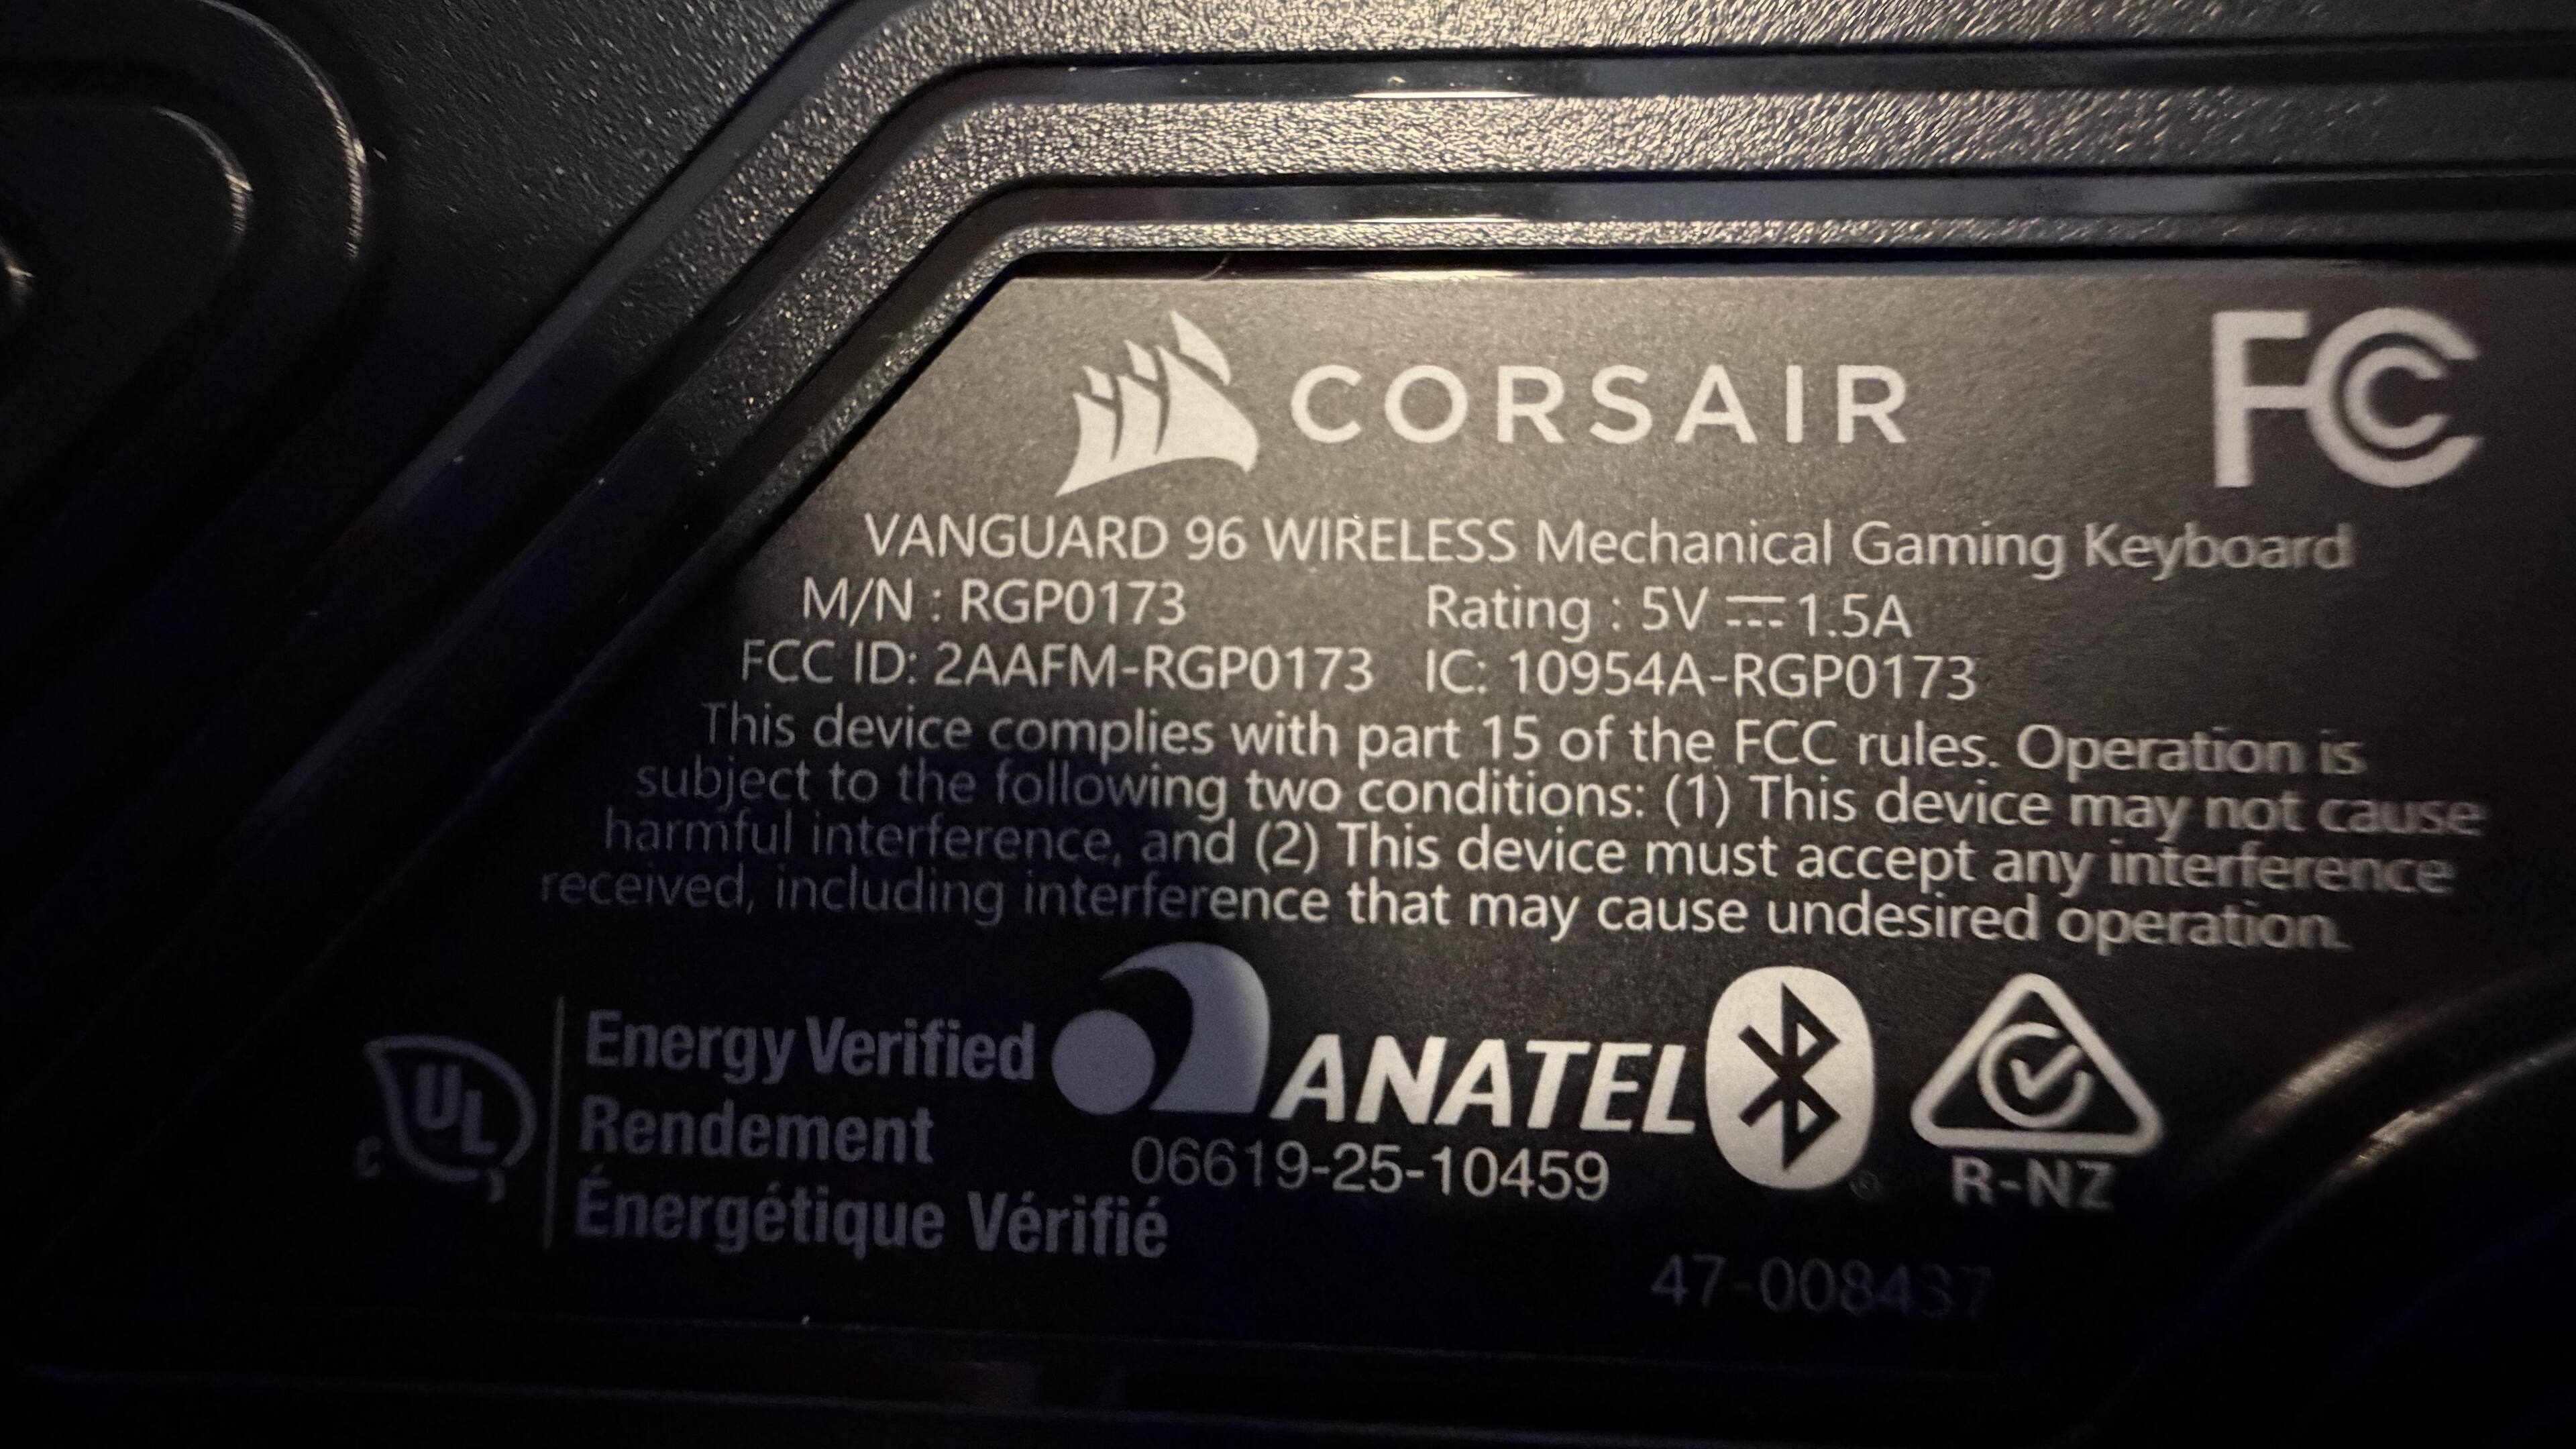 CORSAIR
FC
VANGUARD 96 WIRELESS Mechanical Gaming Keyboard
M/N : RGP0173 Rating : 5V ⎓ 1.5A
FCC ID: 2AAFM-RGP0173 IC: 10954A-RGP0173
This device complies with part 15 of the FCC rules. Operation is
subject to the following two conditions: (1) This device may not cause
harmful interference, and (2) This device must accept any interference
received, including interference that may cause undesired operation.
C UL
Energy Verified
Rendement
Énergétique Vérifié
ANATEL
06619-25-10459
R-NZ
47-008437